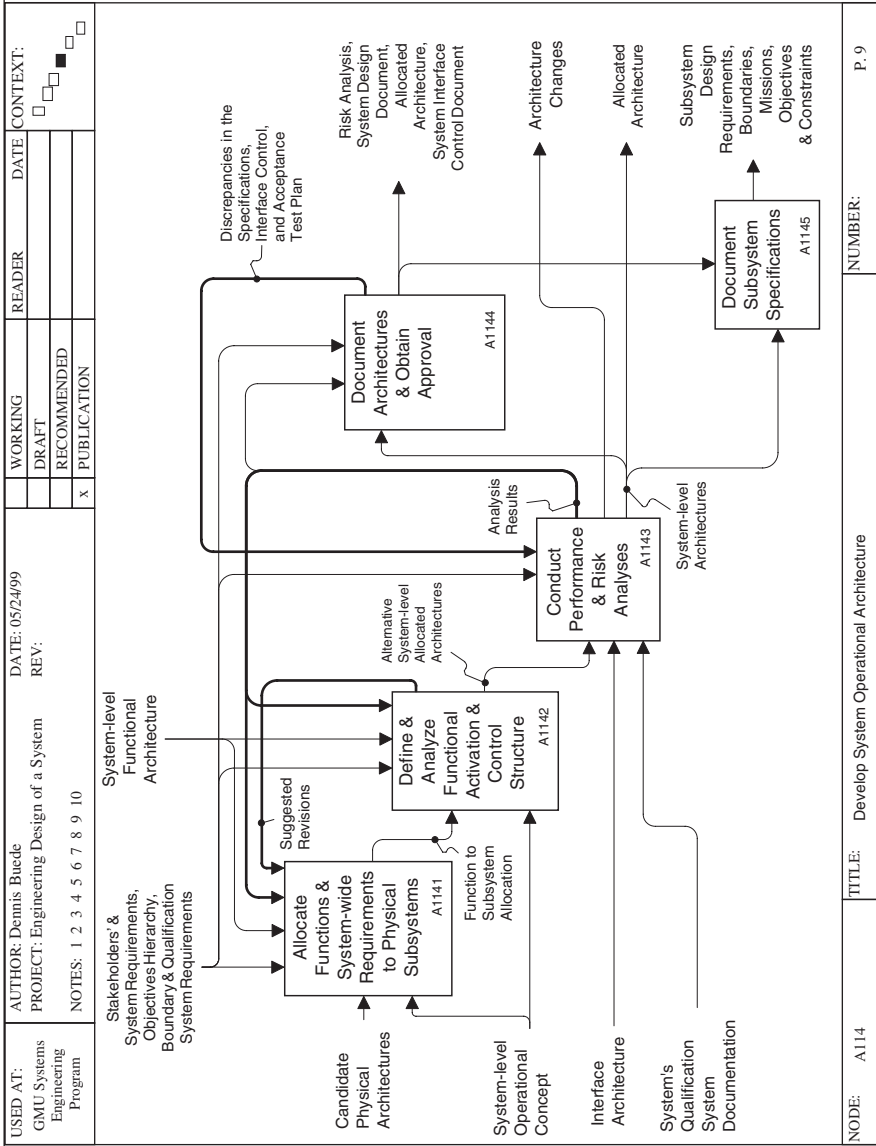 USED AT:
GMU Systems
Engineering
Program
AUTHOR: Dennis Buede
PROJECT: Engineering Design of a System
NOTES: 1 2 3 4 5 6 7 8 9 10
DATE: 05/24/99
REV:
WORKING
DRAFT
RECOMMENDED
x PUBLICATION
READER
DATE
CONTEXT:
Stakeholders' &
System Requirements,
Objectives Hierarchy,
Boundary & Qualification
System Requirements
System-level
Functional
Architecture
Discrepancies in the
Specifications,
Interface Control,
and Acceptance
Test Plan
Candidate
Physical
Architectures
System-level
Operational
Concept
Interface
Architecture
System's
Qualification
System
Documentation
Allocate
Functions &
System-wide
Requirements
to Physical
Subsystems
A1141
Suggested
Revisions
Function to
Subsystem
Allocation
Define &
Analyze
Functional
Activation &
Control
Structure
A1142
Alternative
System-level
Allocated
Architectures
Conduct
Performance
& Risk
Analyses
A1143
Analysis
Results
System-level
Architectures
Document
Architectures
& Obtain
Approval
A1144
Document
Subsystem
Specifications
A1145
Risk Analysis,
System Design
Document,
Allocated
Architecture,
System Interface
Control Document
Architecture
Changes
Allocated
Architecture
Subsystem
Design
Requirements,
Boundaries,
Missions,
Objectives
& Constraints
NODE: A114
TITLE: Develop System Operational Architecture
NUMBER: P. 9